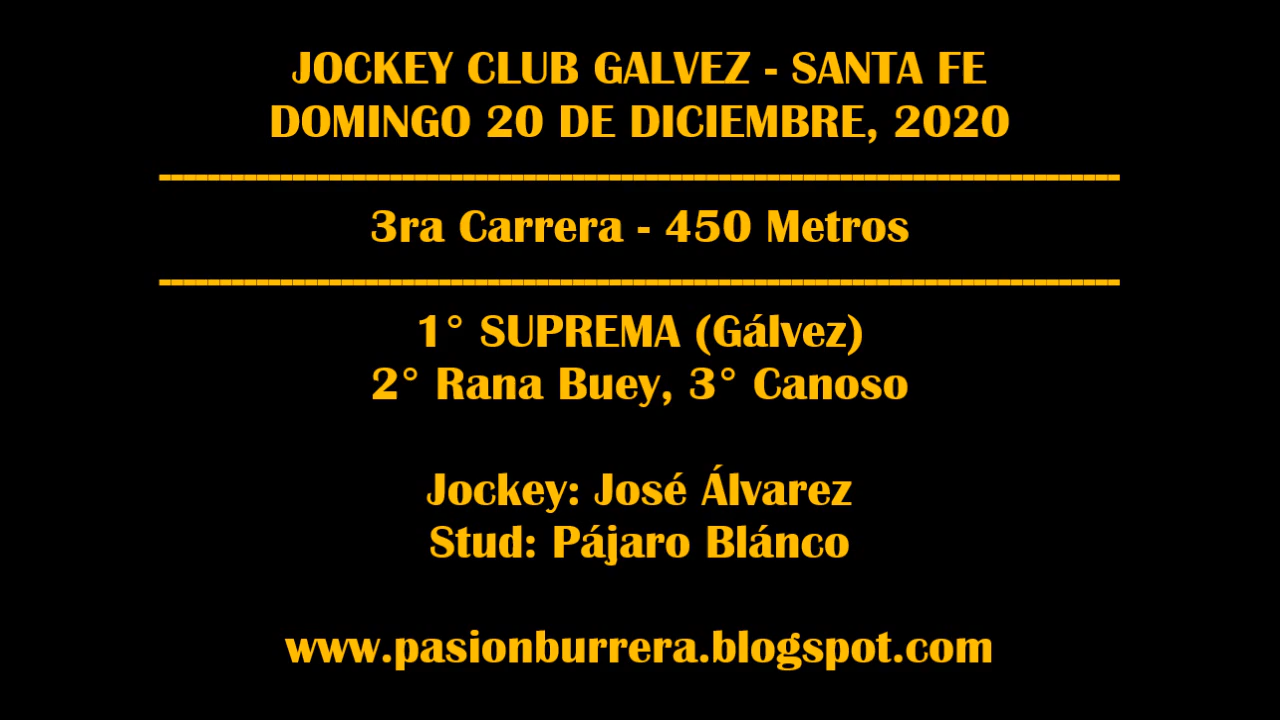 JOCKEY CLUB GALVEZ - SANTA FE
DOMINGO 20 DE DICIEMBRE, 2020
3ra Carrera - 450 Metros
1° SUPREMA (Gálvez)
2° Rana Buey, 3° Canoso
Jockey: José Álvarez
Stud: Pájaro Blánco
www.pasionburrera.blogspot.com